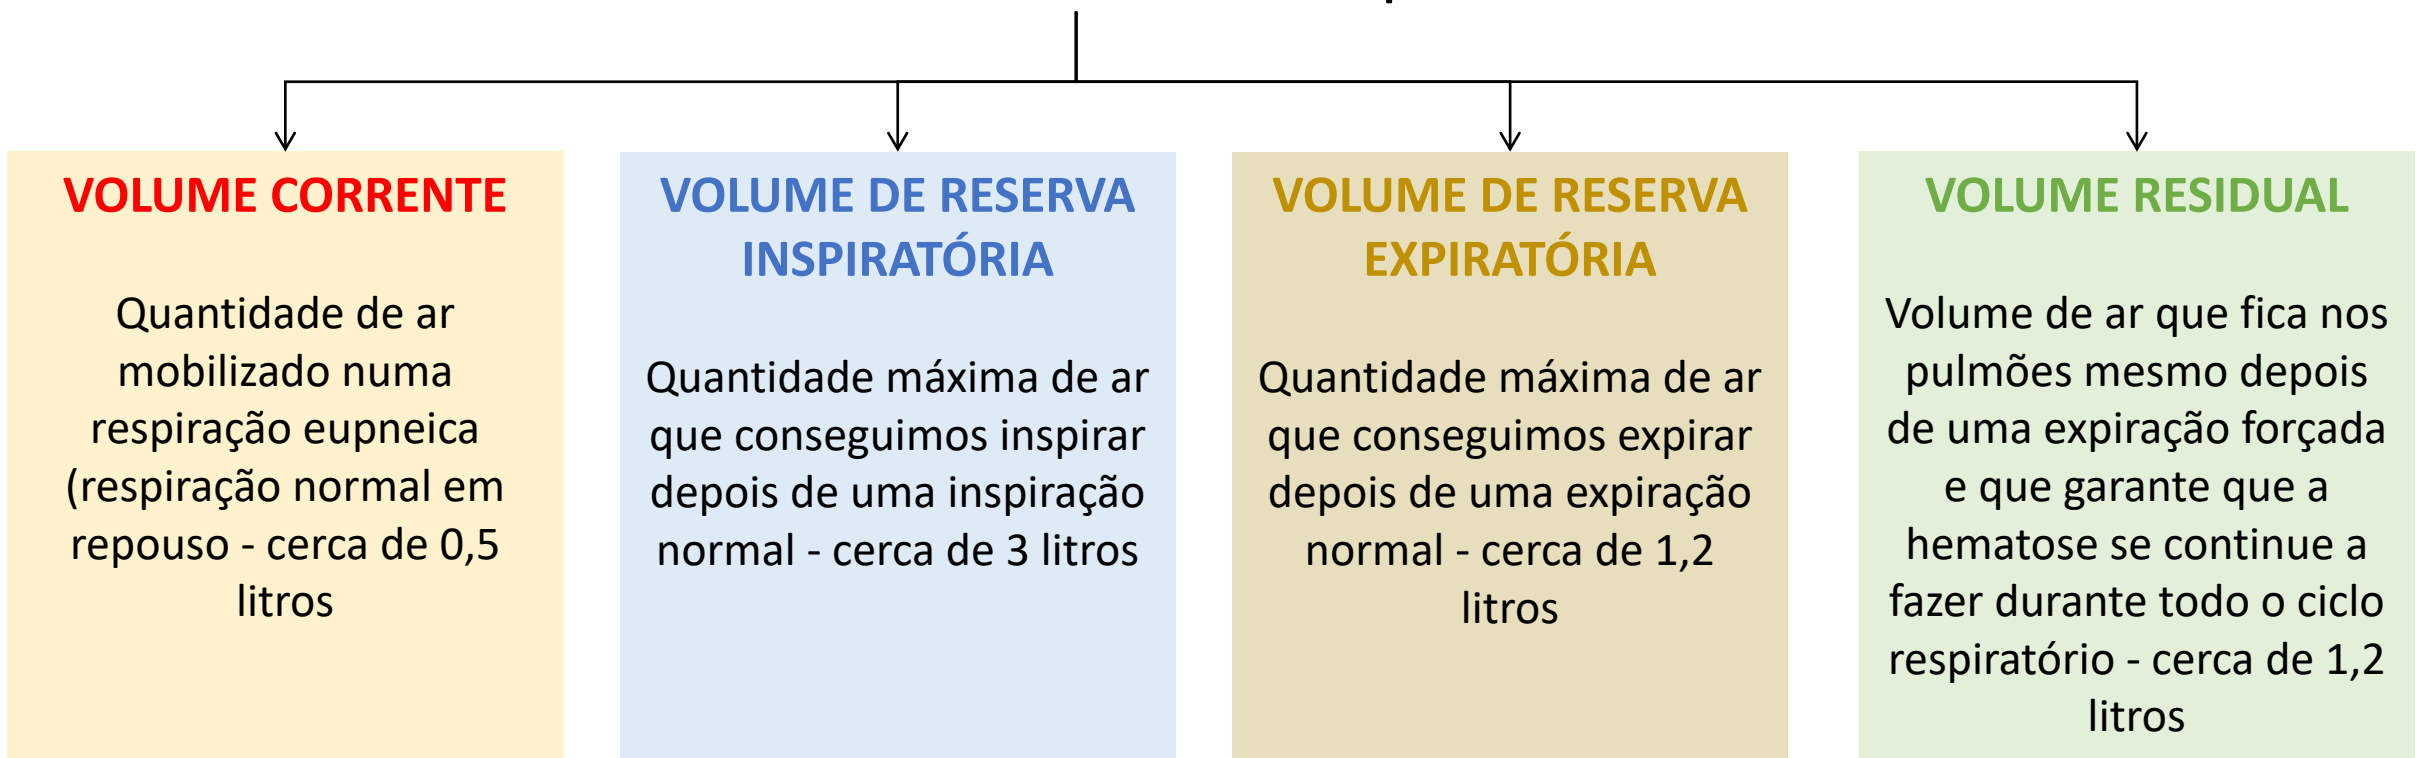 VOLUME CORRENTE
Quantidade de ar
mobilizado numa
respiração eupneica
(respiração normal em
repouso - cerca de 0,5
litros
VOLUME DE RESERVA
INSPIRATÓRIA
Quantidade máxima de ar
que conseguimos inspirar
depois de uma inspiração
normal - cerca de 3 litros
VOLUME DE RESERVA
EXPIRATÓRIA
Quantidade máxima de ar
que conseguimos expirar
depois de uma expiração
normal - cerca de 1,2
litros
VOLUME RESIDUAL
Volume de ar que fica nos
pulmões mesmo depois
de uma expiração forçada
e que garante que a
hematose se continue a
fazer durante todo o ciclo
respiratório - cerca de 1,2
litros